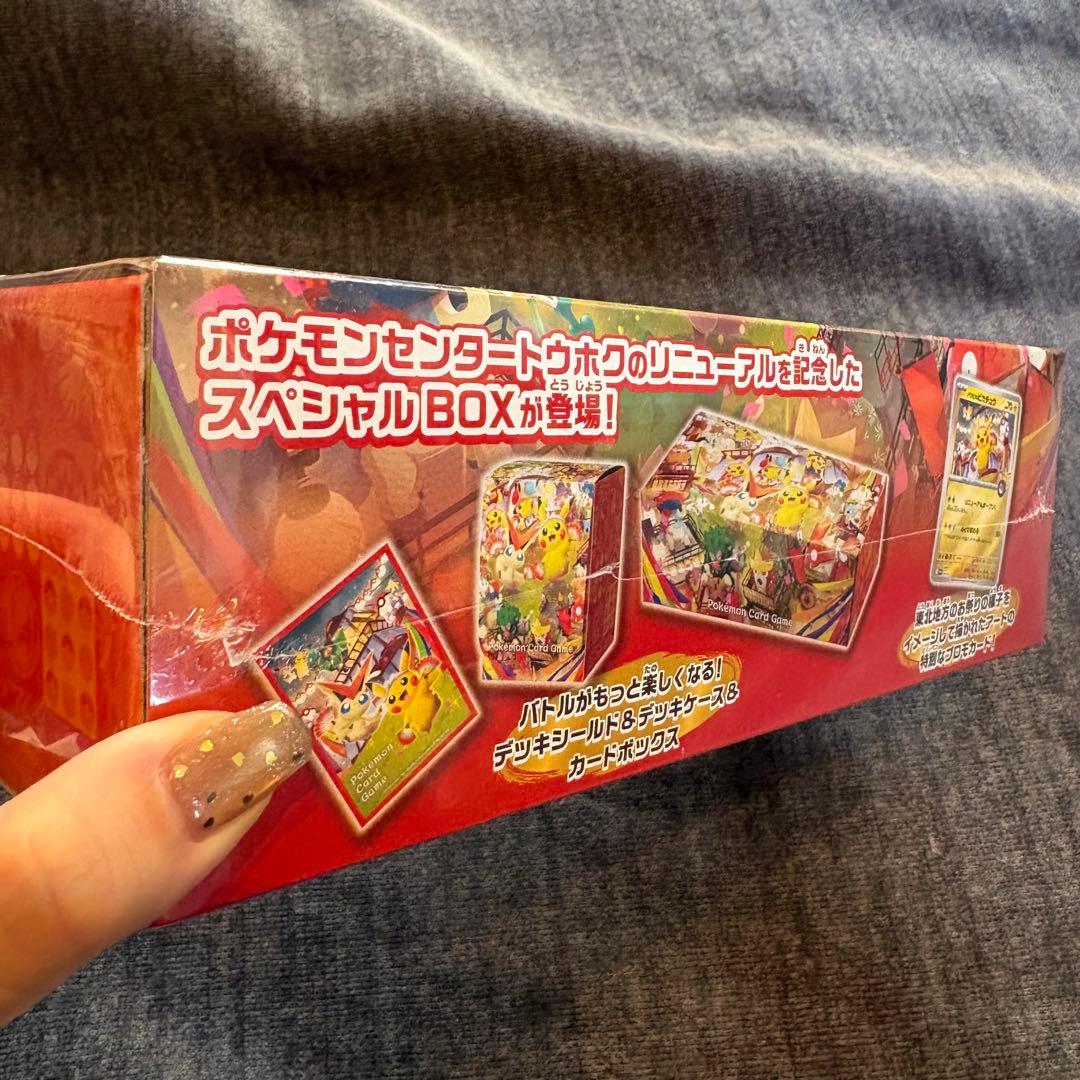 ポケモンセンタートウホクのリニューアルを記念した
スペシャルBOXが登場!
Pokémon Card Game
Pokémon Card Game
Pokémon
Card
Game
バトルがもっと楽しくなる!
デッキシールド&デッキケース&
カードボックス
東北地方のお祭りの様子を
イメージして描かれたアートの
特別なプロモカード!